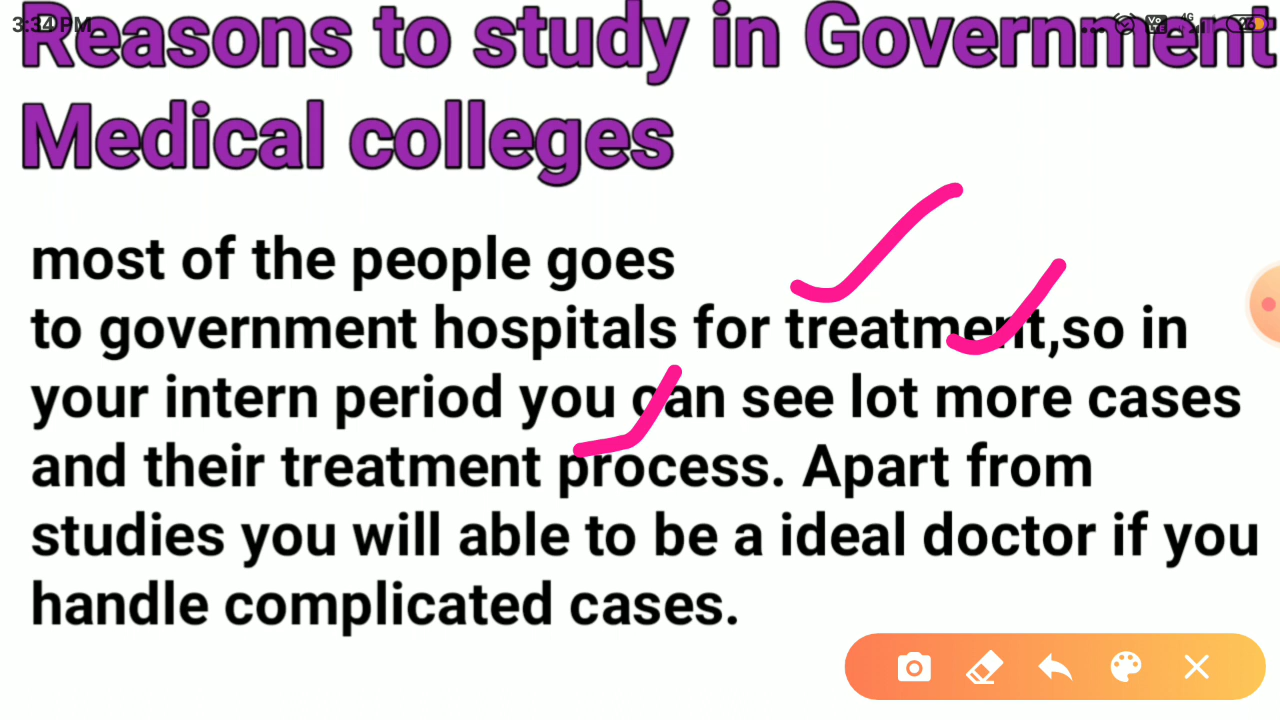 3:34 PM
26
Reasons to study in Government
Medical colleges
most of the people goes
to government hospitals for treatment,so in
your intern period you can see lot more cases
and their treatment process. Apart from
studies you will able to be a ideal doctor if you
handle complicated cases.